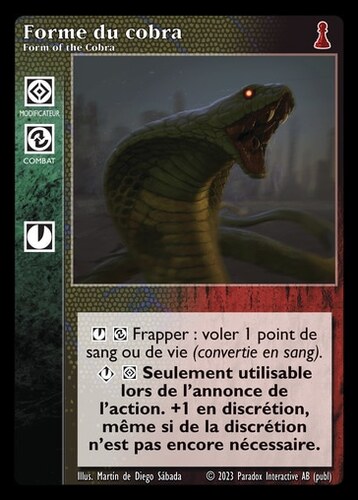 Forme du cobra
Form of the Cobra
MODIFICATEUR
COMBAT
Frapper : voler 1 point de
sang ou de vie (convertie en sang).
Seulement utilisable
lors de l'annonce de
l'action. +1 en discrétion,
même si de la discrétion
n'est pas encore nécessaire.
Illus. Martín de Diego Sábada
© 2023 Paradox Interactive AB (publ)